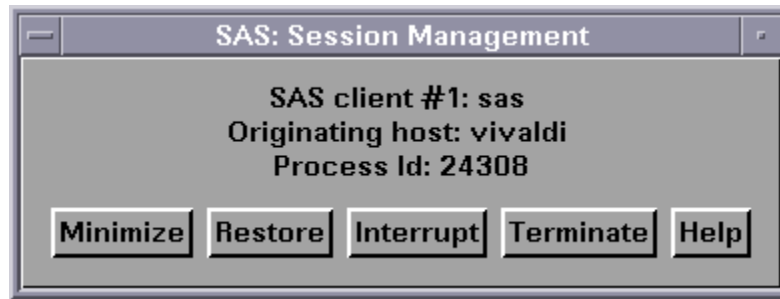 SAS: Session Management
SAS client #1: sas
Originating host: vivaldi
Process Id: 24308
Minimize Restore Interrupt Terminate Help